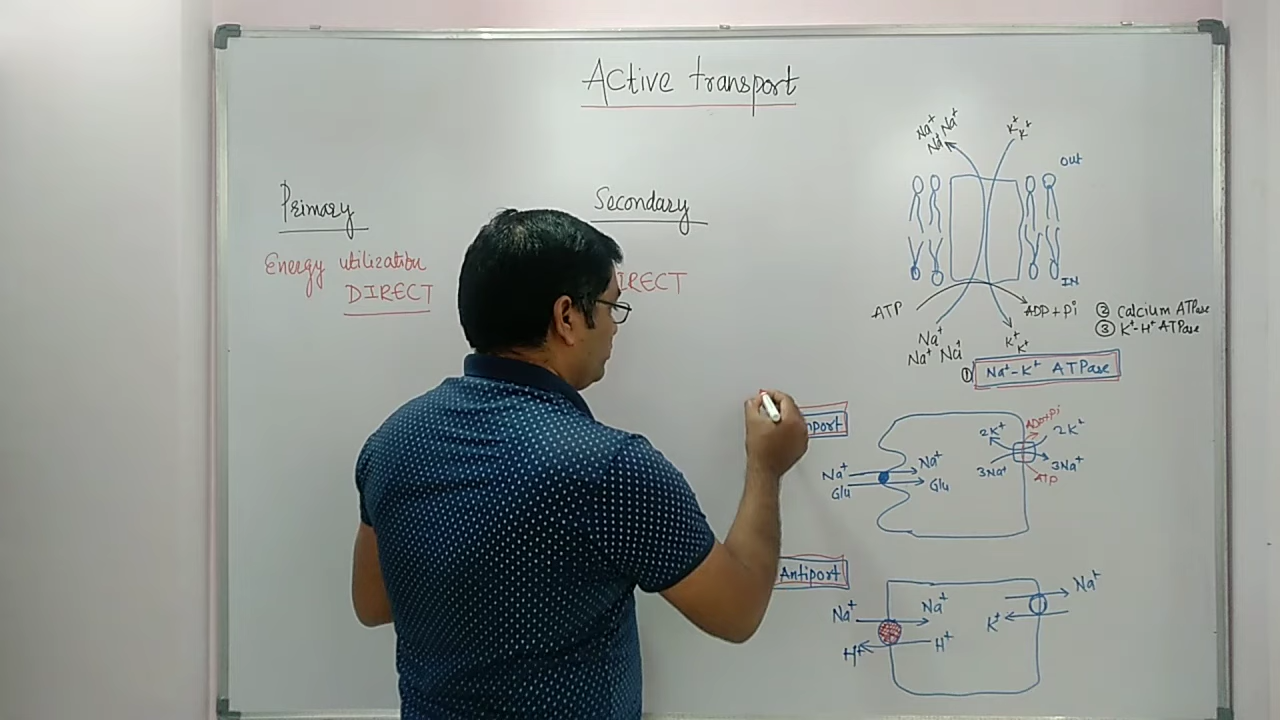 Active transport
Primary
Energy utilization
DIRECT
Secondary
Na⁺ Na⁺
Na⁺
K⁺ K⁺
Out
IN
ATP
ADP + Pi
Na⁺
Na⁺ Na⁺
K⁺ K⁺
② Calcium ATPase
③ K⁺-H⁺ ATPase
① Na⁺-K⁺ ATPase
2K⁺
ADP+Pi
2K⁺
3Na⁺
3Na⁺
ATP
Na⁺
Glu
Na⁺
Glu
Antiport
Na⁺
H⁺
Na⁺
H⁺
K⁺
Na⁺